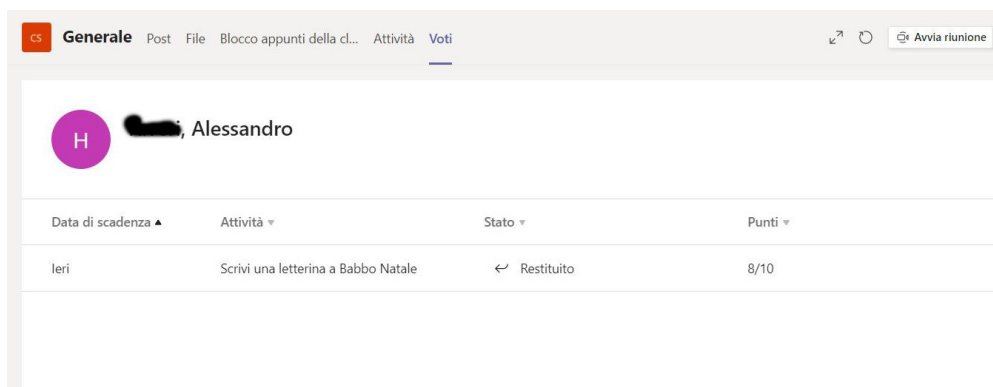 CS Generale Post File Blocco appunti della cl... Attività Voti Avvia riunione
H , Alessandro
Data di scadenza Attività Stato Punti
Ieri Scrivi una letterina a Babbo Natale Restituito 8/10